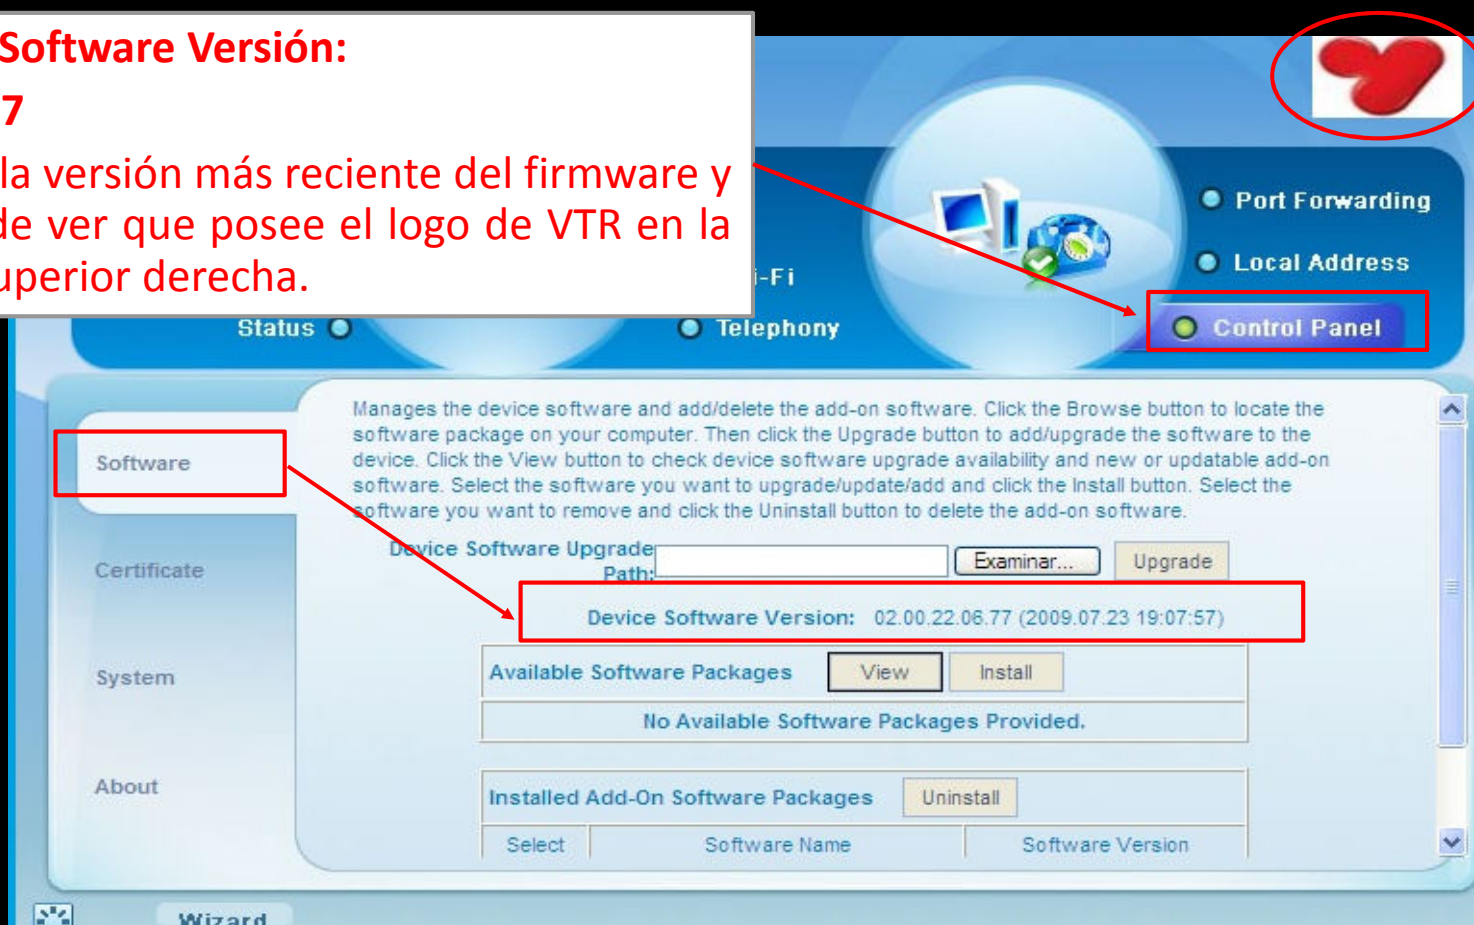 Software Versión:
7
la versión más reciente del firmware y
de ver que posee el logo de VTR en la
uperior derecha.
Port Forwarding
i-Fi
Local Address
Status
Telephony
Control Panel
Manages the device software and add/delete the add-on software. Click the Browse button to locate the
software package on your computer. Then click the Upgrade button to add/upgrade the software to the
device. Click the View button to check device software upgrade availability and new or updatable add-on
software. Select the software you want to upgrade/update/add and click the Install button. Select the
software you want to remove and click the Uninstall button to delete the add-on software.
Software
Certificate
System
About
Device Software Upgrade
Path:
Examinar...
Upgrade
Device Software Version: 02.00.22.06.77 (2009.07.23 19:07:57)
Available Software Packages View Install
No Available Software Packages Provided.
Installed Add-On Software Packages Uninstall
Select Software Name Software Version
Wizard